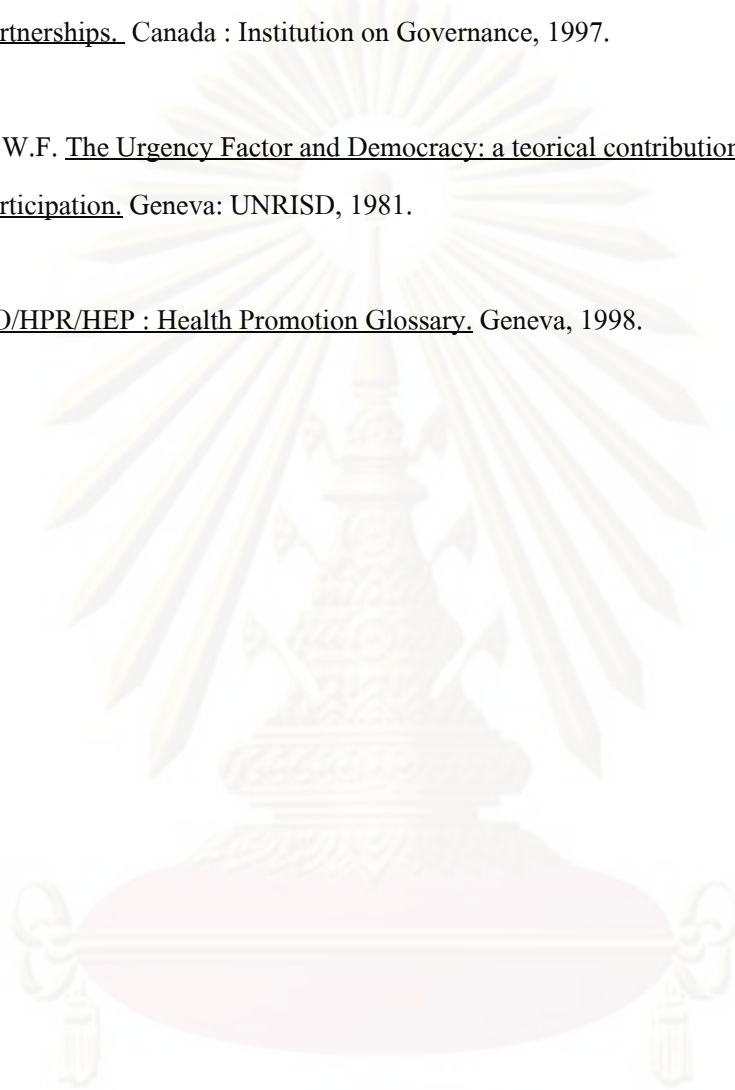 rtnerships. Canada : Institution on Governance, 1997.
W.F. The Urgency Factor and Democracy: a teorical contribution
rticipation. Geneva: UNRISD, 1981.
O/HPR/HEP : Health Promotion Glossary. Geneva, 1998.